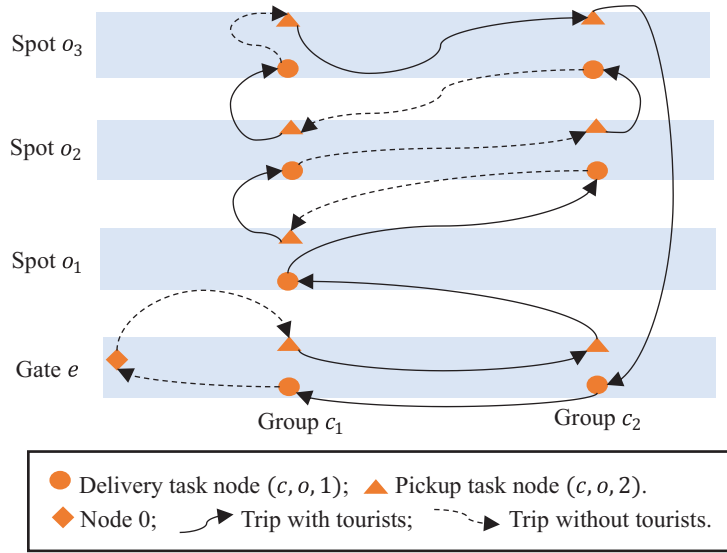 Spot o₃
Spot o₂
Spot o₁
Gate e
Group c₁
Group c₂
Delivery task node (c, o, 1); Pickup task node (c, o, 2).
Node 0; Trip with tourists; Trip without tourists.